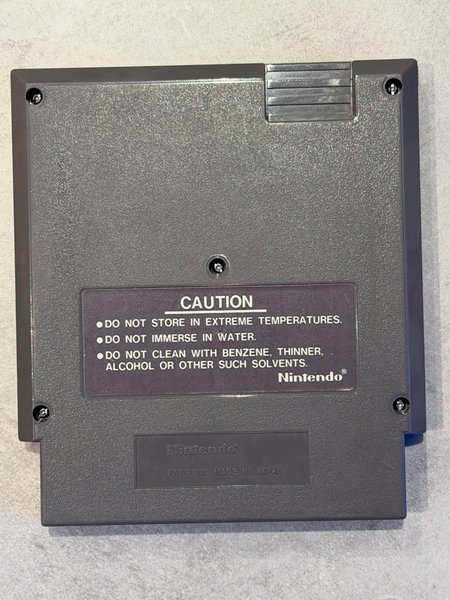 CAUTION
● DO NOT STORE IN EXTREME TEMPERATURES.
● DO NOT IMMERSE IN WATER.
● DO NOT CLEAN WITH BENZENE, THINNER,
ALCOHOL OR OTHER SUCH SOLVENTS.
Nintendo®
Nintendo®
PAT. PEND. MADE IN JAPAN